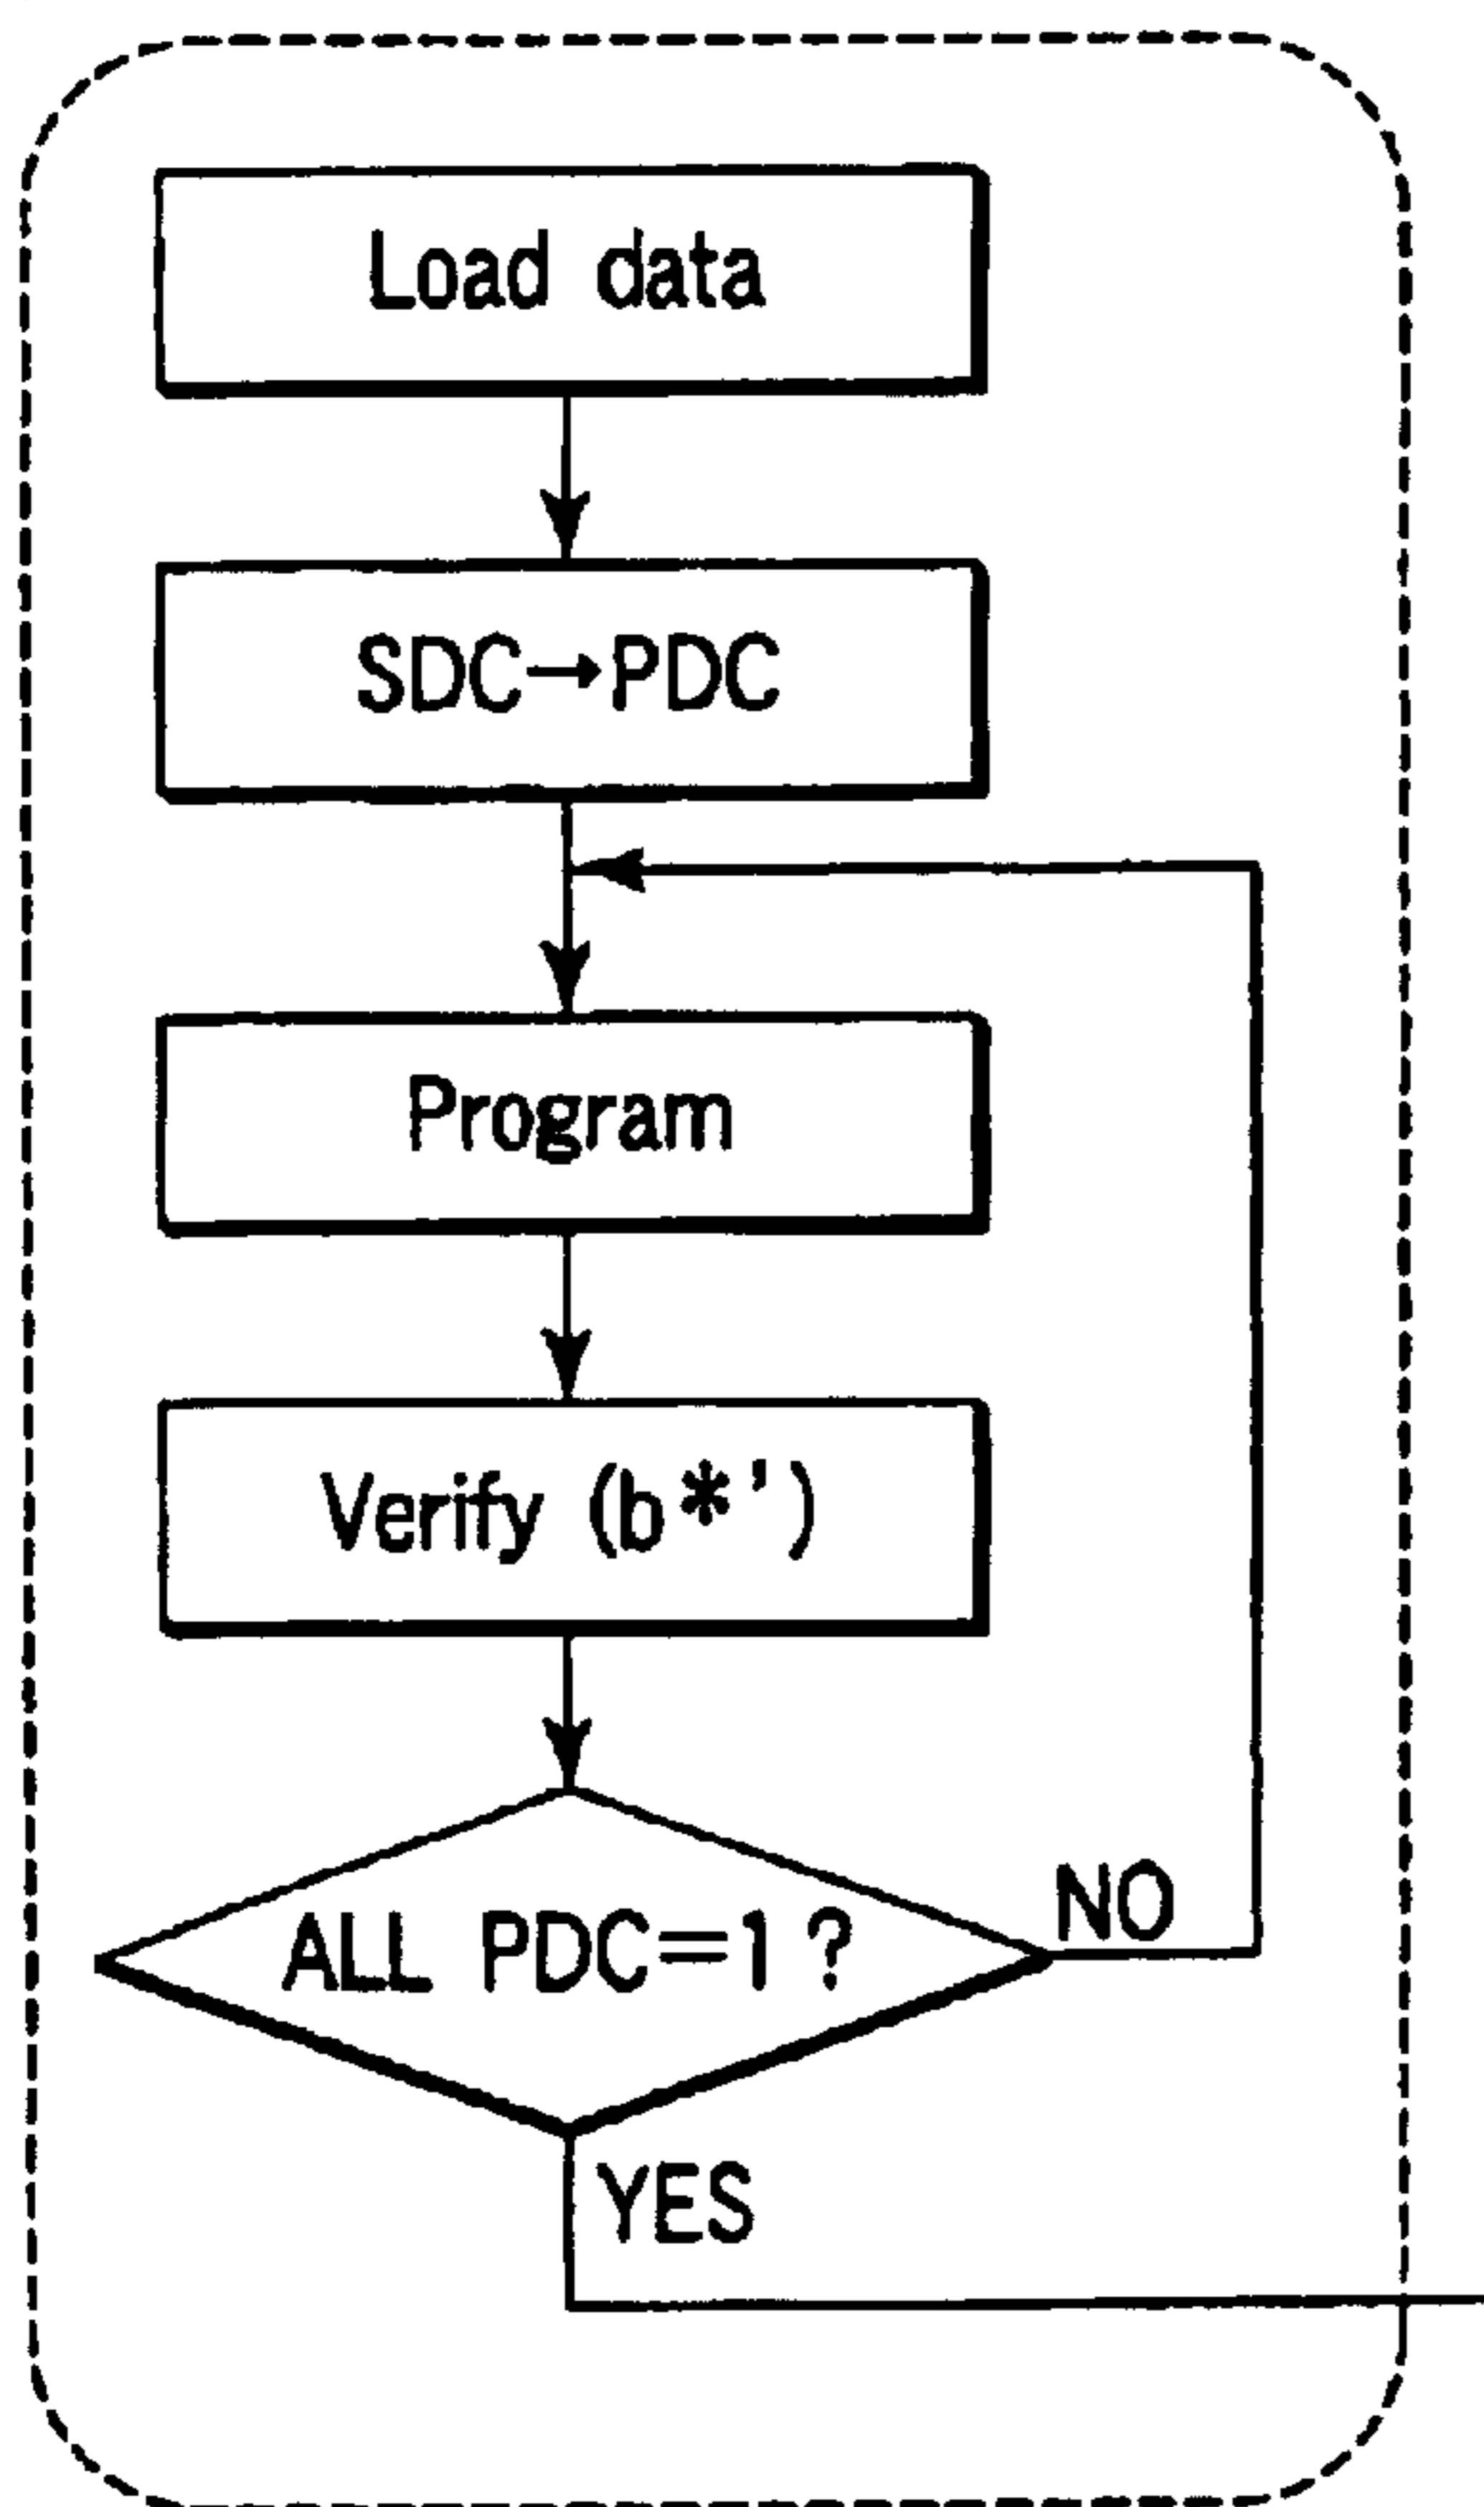 Load data
SDC→PDC
Program
Verify (b*')
ALL PDC=1 ?
NO
YES